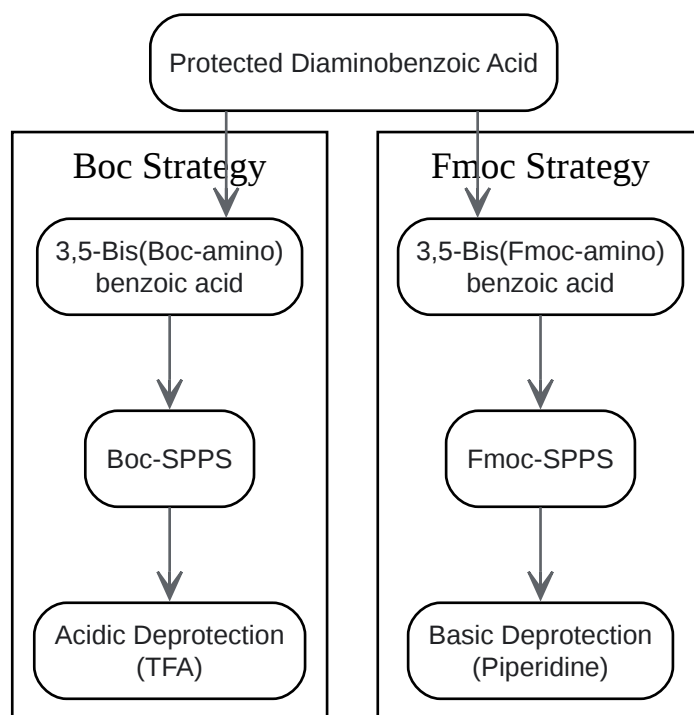 Protected Diaminobenzoic Acid
Boc Strategy
3,5-Bis(Boc-amino)
benzoic acid
Boc-SPPS
Acidic Deprotection
(TFA)
Fmoc Strategy
3,5-Bis(Fmoc-amino)
benzoic acid
Fmoc-SPPS
Basic Deprotection
(Piperidine)